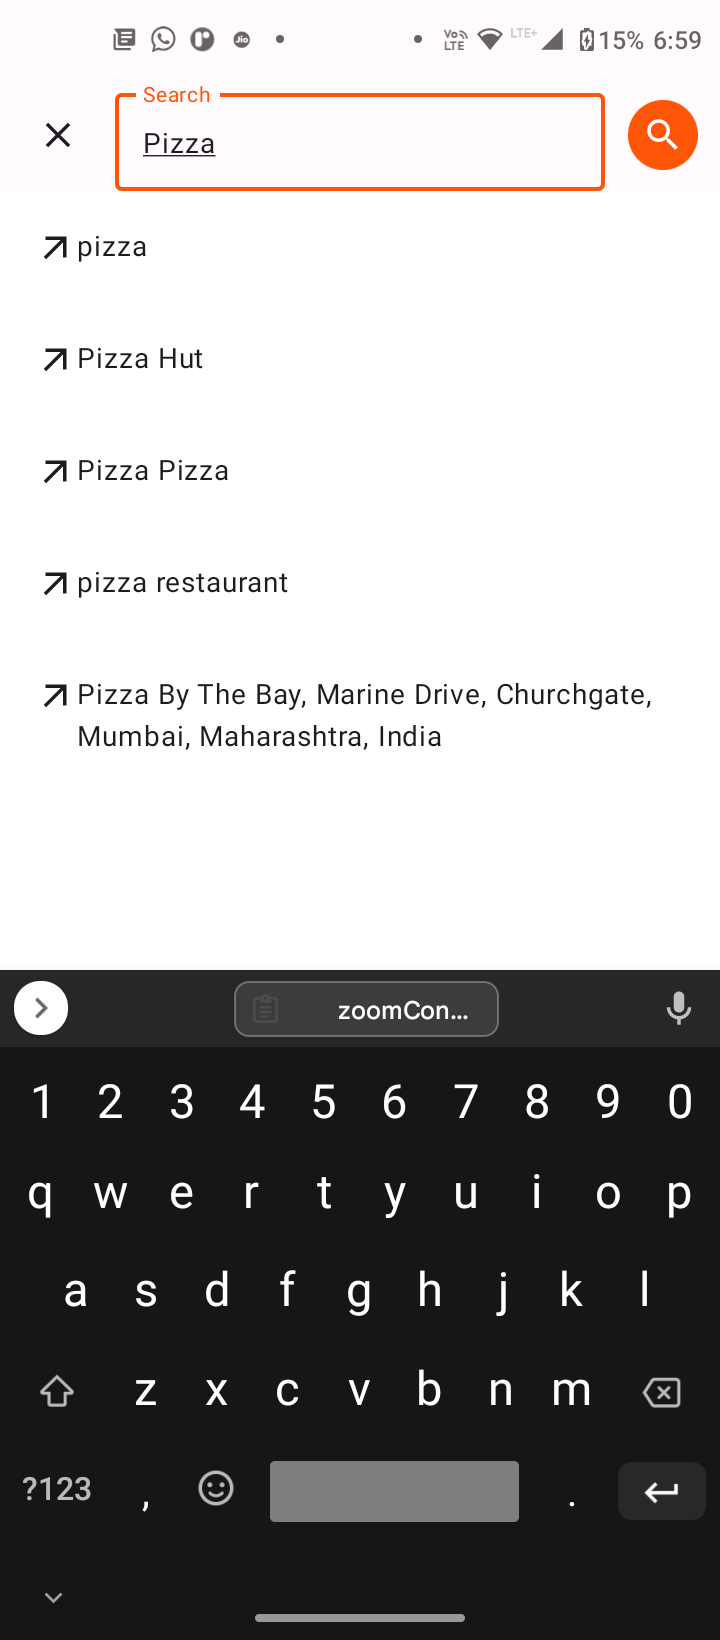 Jio
Vo LTE LTE+ 15% 6:59
Search
Pizza
pizza
Pizza Hut
Pizza Pizza
pizza restaurant
Pizza By The Bay, Marine Drive, Churchgate,
Mumbai, Maharashtra, India
zoomCon...
1 2 3 4 5 6 7 8 9 0
q w e r t y u i o p
a s d f g h j k l
z x c v b n m
?123 , .